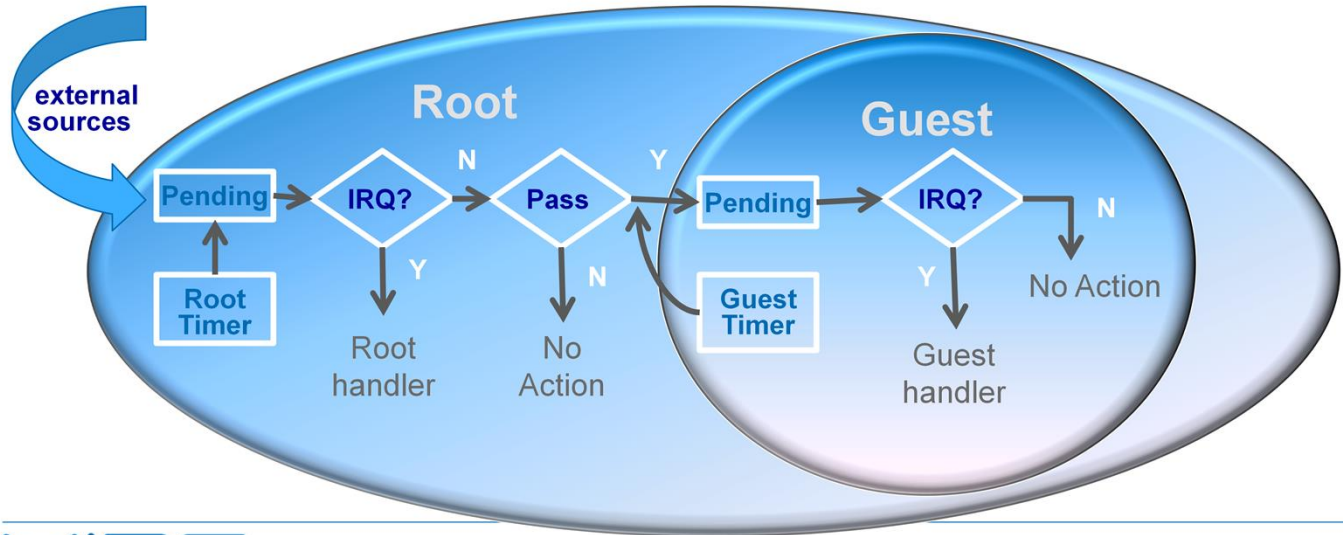 external
sources
Root
Guest
Pending
IRQ?
N
Pass
Y
Pending
IRQ?
N
Y
N
Y
Root
Timer
Guest
Timer
No Action
Root
handler
No
Action
Guest
handler